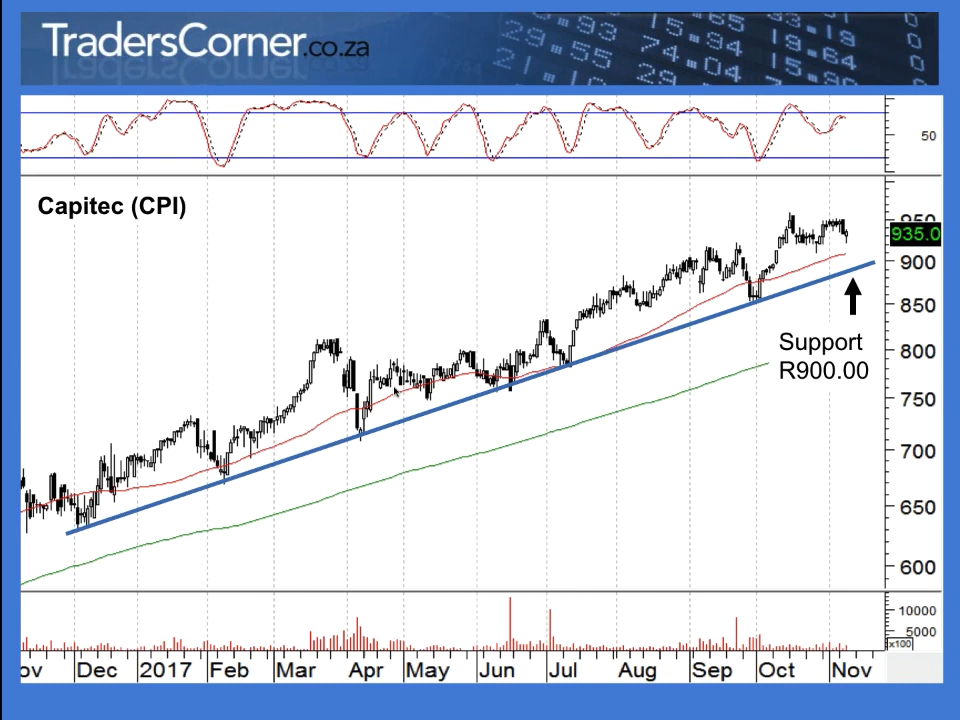 TradersCorner.co.za
50
Capitec (CPI)
950
935.0
900
850
Support
800
R900.00
750
700
650
600
10000
5000
x100
Dec 2017 Feb Mar Apr May Jun Jul Aug Sep Oct Nov